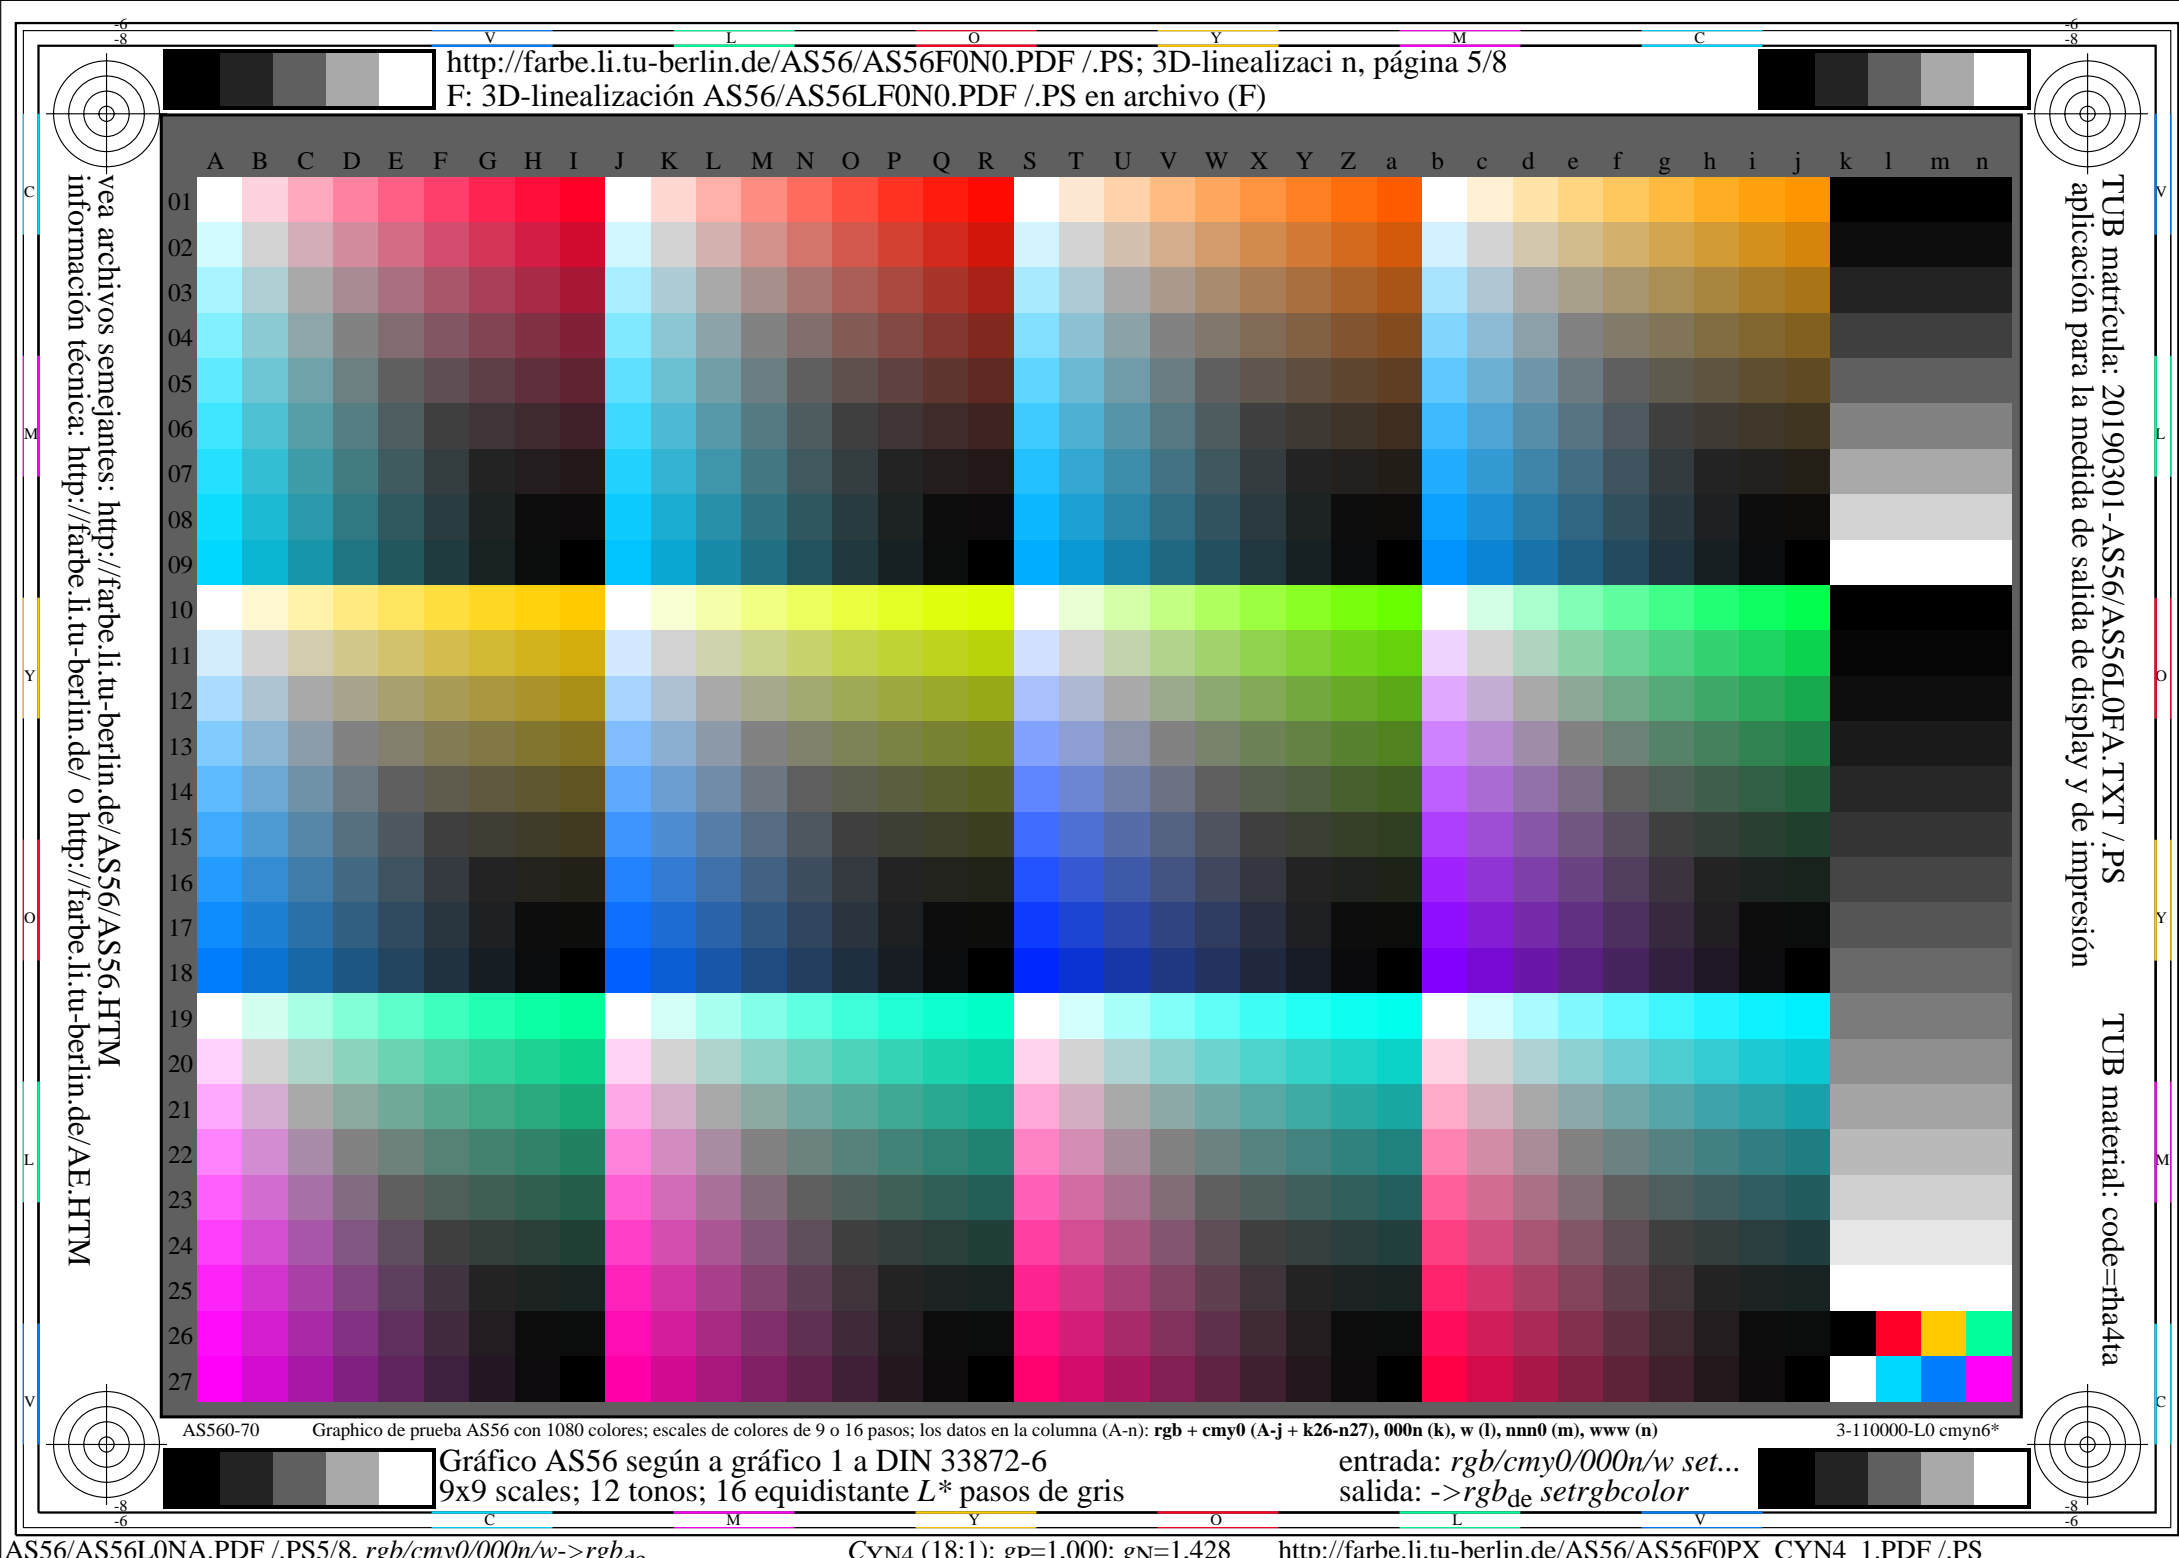 -6
-8
V L O Y M C
-6
-8
http://farbe.li.tu-berlin.de/AS56/AS56F0N0.PDF /.PS; 3D-linealizaci n, página 5/8
F: 3D-linealización AS56/AS56LF0N0.PDF /.PS en archivo (F)
A B C D E F G H I J K L M N O P Q R S T U V W X Y Z a b c d e f g h i j k l m n
01
02
03
04
05
06
07
08
09
10
11
12
13
14
15
16
17
18
19
20
21
22
23
24
25
26
27
C
M
Y
O
L
V
vea archivos semejantes: http://farbe.li.tu-berlin.de/AS56/AS56.HTM
información técnica: http://farbe.li.tu-berlin.de/ o http://farbe.li.tu-berlin.de/AE.HTM
TUB matrícula: 20190301-AS56/AS56L0FA.TXT /.PS
aplicación para la medida de salida de display y de impresión
TUB material: code=rha4ta
V
L
O
Y
M
C
AS560-70
Graphico de prueba AS56 con 1080 colores; escales de colores de 9 o 16 pasos; los datos en la columna (A-n): rgb + cmy0 (A-j + k26-n27), 000n (k), w (l), nnn0 (m), www (n)
3-110000-L0 cmyn6*
Gráfico AS56 según a gráfico 1 a DIN 33872-6
9x9 scales; 12 tonos; 16 equidistante L* pasos de gris
entrada: rgb/cmy0/000n/w set...
salida: ->rgbde setrgbcolor
-8
-6
C M Y O L V
-8
-6
AS56/AS56L0NA.PDF /.PS5/8, rgb/cmy0/000n/w->rgbde
CYN4 (18:1): gP=1,000; gN=1,428
http://farbe.li.tu-berlin.de/AS56/AS56F0PX_CYN4_1.PDF /.PS